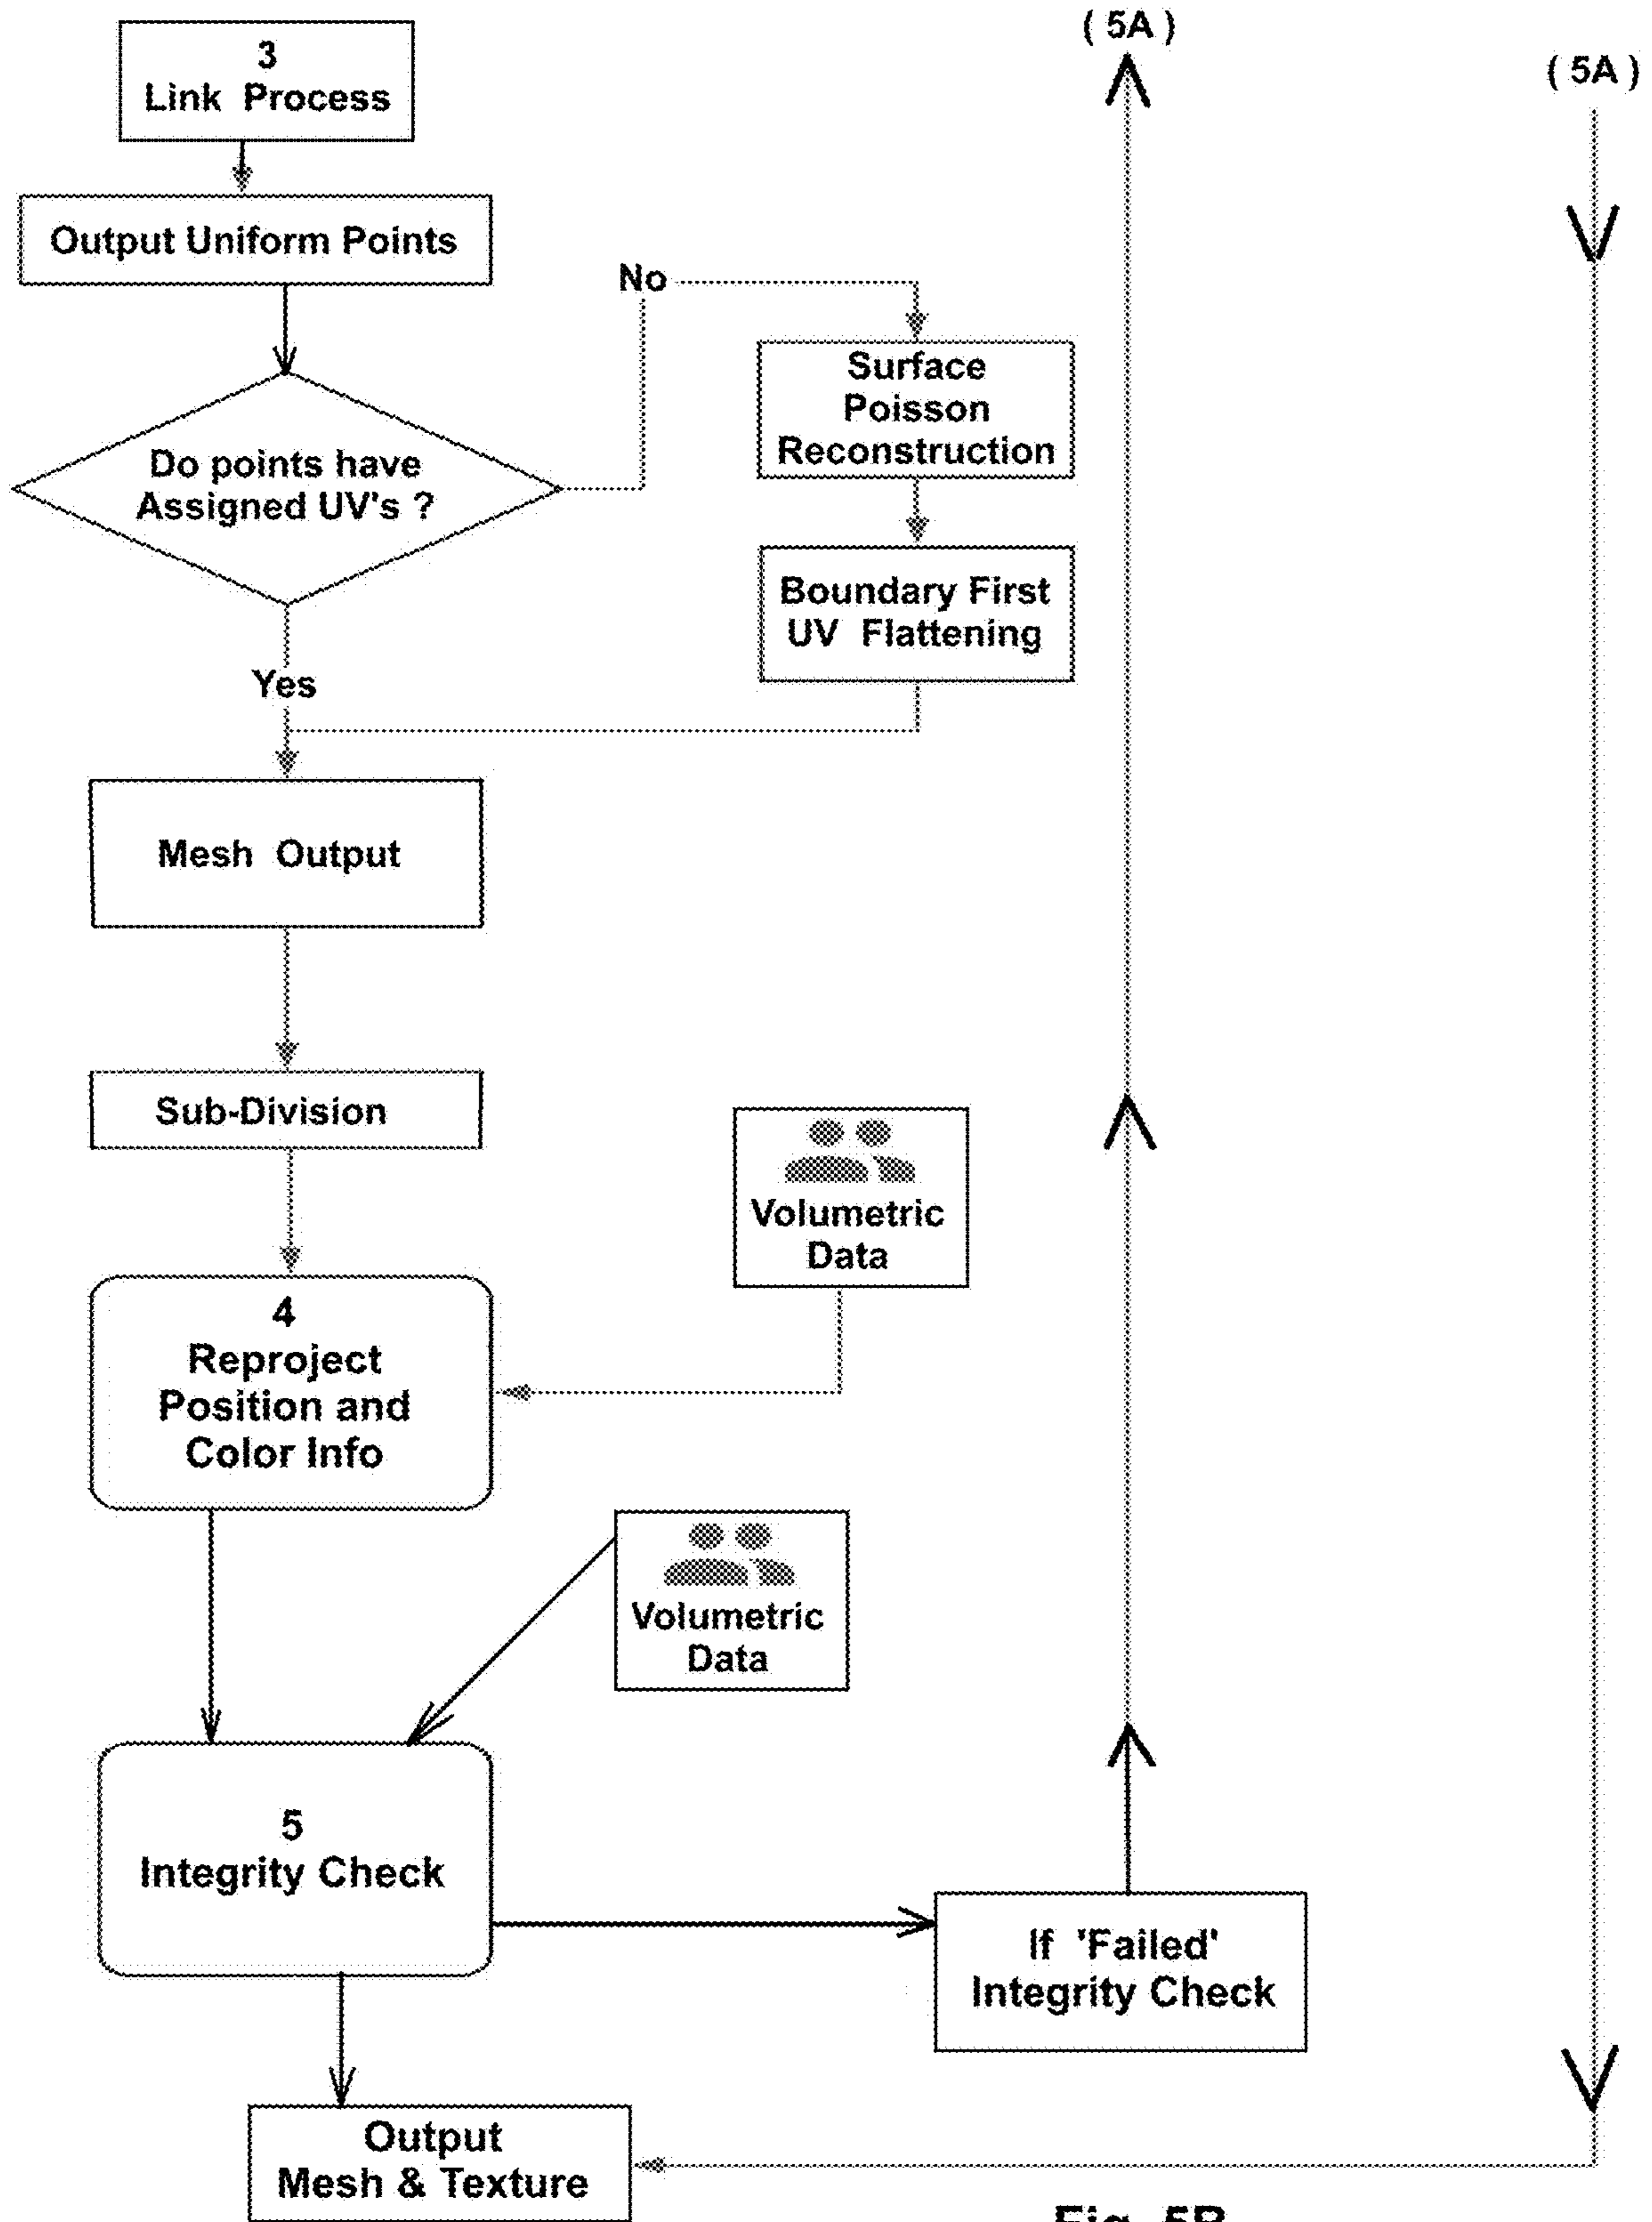 ( 5A )
( 5A )
3
Link Process
Output Uniform Points
No
Surface
Poisson
Reconstruction
Do points have
Assigned UV's ?
Boundary First
UV Flattening
Yes
Mesh Output
Sub-Division
Volumetric
Data
4
Reproject
Position and
Color Info
Volumetric
Data
5
Integrity Check
If 'Failed'
Integrity Check
Output
Mesh & Texture
Fig. 5B